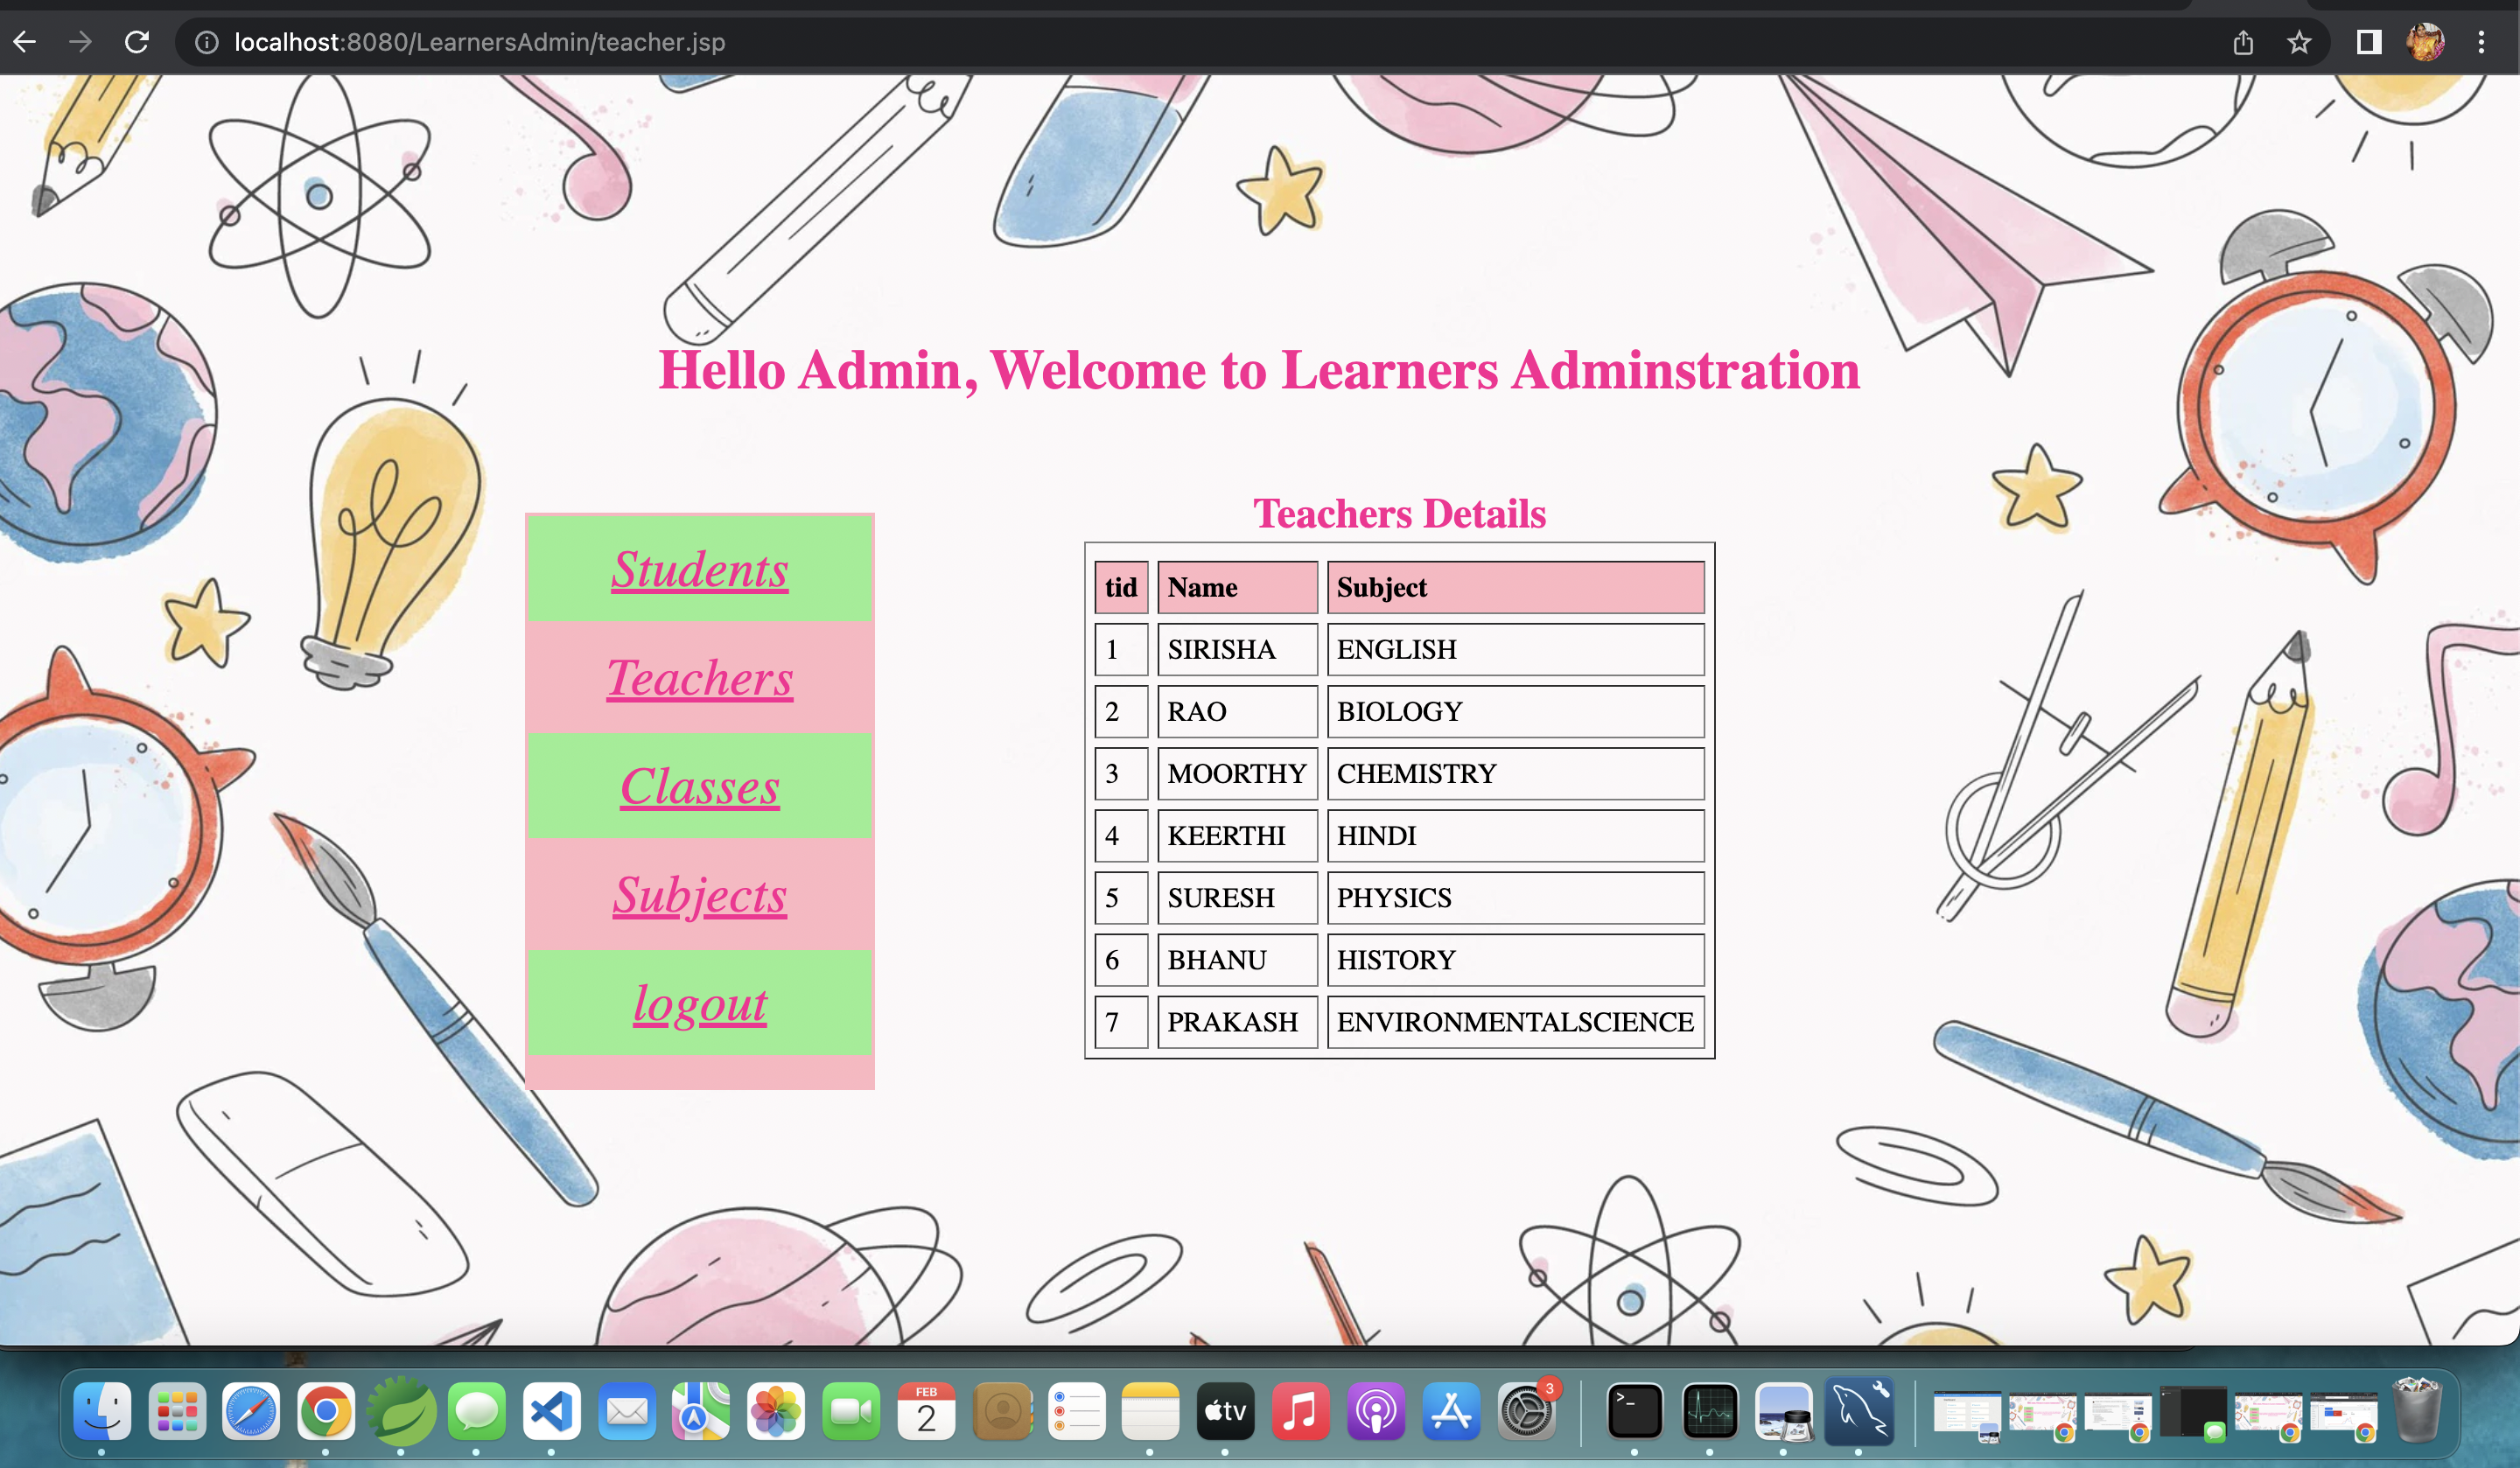 localhost:8080/LearnersAdmin/teacher.jsp
Hello Admin, Welcome to Learners Adminstration
Students
Teachers
Classes
Subjects
logout
Teachers Details
tid Name Subject
1 SIRISHA ENGLISH
2 RAO BIOLOGY
3 MOORTHY CHEMISTRY
4 KEERTHI HINDI
5 SURESH PHYSICS
6 BHANU HISTORY
7 PRAKASH ENVIRONMENTALSCIENCE
FEB
2
tv
3
>_